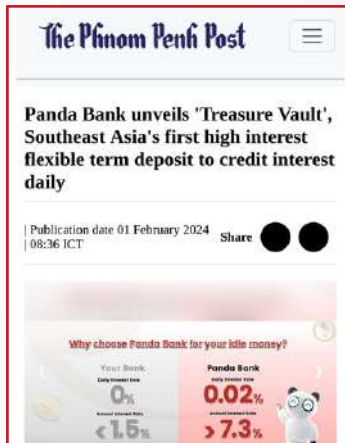 The Phnom Penh Post
Panda Bank unveils 'Treasure Vault',
Southeast Asia's first high interest
flexible term deposit to credit interest
daily
| Publication date 01 February 2024
| 08:36 ICT
Share
Why choose Panda Bank for your idle money?
Your Bank
Daily Interest Rate
0%
Annual Interest Rate
< 1.5%
Panda Bank
Daily Interest Rate
0.02%
Annual Interest Rate
> 7.3%